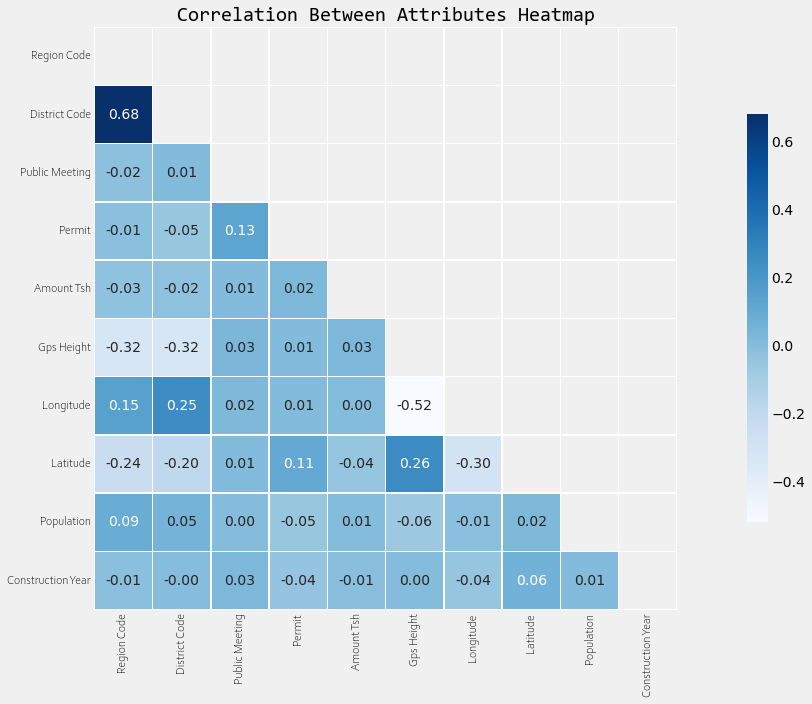 Correlation Between Attributes Heatmap
Region Code
District Code 0.68
Public Meeting -0.02 0.01
Permit -0.01 -0.05 0.13
Amount Tsh -0.03 -0.02 0.01 0.02
Gps Height -0.32 -0.32 0.03 0.01 0.03
Longitude 0.15 0.25 0.02 0.01 0.00 -0.52
Latitude -0.24 -0.20 0.01 0.11 -0.04 0.26 -0.30
Population 0.09 0.05 0.00 -0.05 0.01 -0.06 -0.01 0.02
Construction Year -0.01 -0.00 0.03 -0.04 -0.01 0.00 -0.04 0.06 0.01
Region Code
District Code
Public Meeting
Permit
Amount Tsh
Gps Height
Longitude
Latitude
Population
Construction Year
0.6
0.4
0.2
0.0
−0.2
−0.4